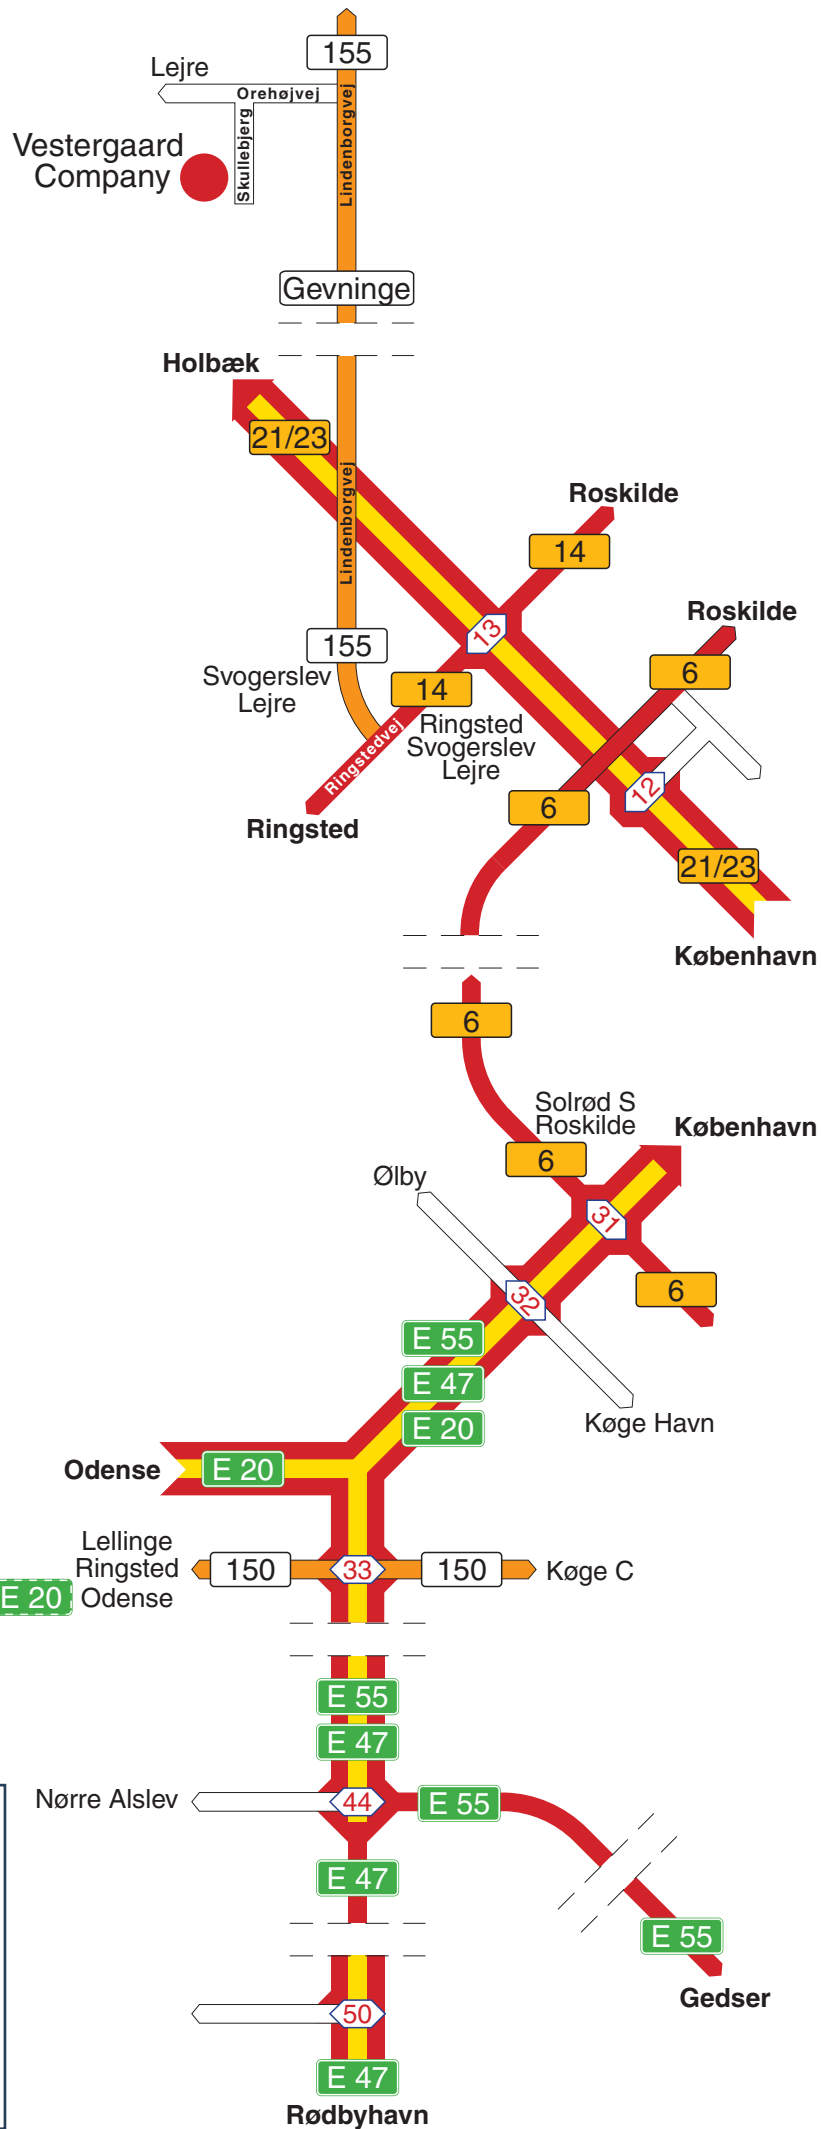 155
Lejre
Orehøjvej
Skullebjerg
Lindenborgvej
Vestergaard
Company
Gevninge
Holbæk
21/23
Lindenborgvej
Roskilde
14
13
Roskilde
6
155
Svogerslev
Lejre
14
Ringsted
Svogerslev
Lejre
Ringstedvej
Ringsted
12
6
21/23
København
6
Solrød S
Roskilde
København
6
Ølby
31
6
32
E 55
E 47
E 20
Køge Havn
Odense
E 20
Lellinge
Ringsted
E 20 Odense
150
33
150
Køge C
E 55
E 47
Nørre Alslev
44
E 55
E 47
E 55
Gedser
50
E 47
Rødbyhavn